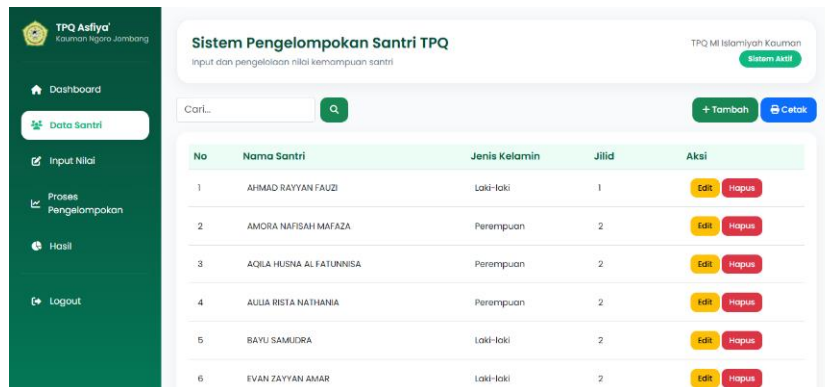 TPQ Asfiya'
Kauman Ngoro Jombang
Dashboard
Data Santri
Input Nilai
Proses
Pengelompokan
Hasil
Logout
Sistem Pengelompokan Santri TPQ
Input dan pengelolaan nilai kemampuan santri
TPQ MI Islamiyah Kauman
Sistem Aktif
Cari...
+ Tambah
Cetak
No Nama Santri Jenis Kelamin Jilid Aksi
1 AHMAD RAYYAN FAUZI Laki-laki 1 Edit Hapus
2 AMORA NAFISAH MAFAZA Perempuan 2 Edit Hapus
3 AQILA HUSNA AL FATUNNISA Perempuan 2 Edit Hapus
4 AULIA RISTA NATHANIA Perempuan 2 Edit Hapus
5 BAYU SAMUDRA Laki-laki 2 Edit Hapus
6 EVAN ZAYYAN AMAR Laki-laki 2 Edit Hapus